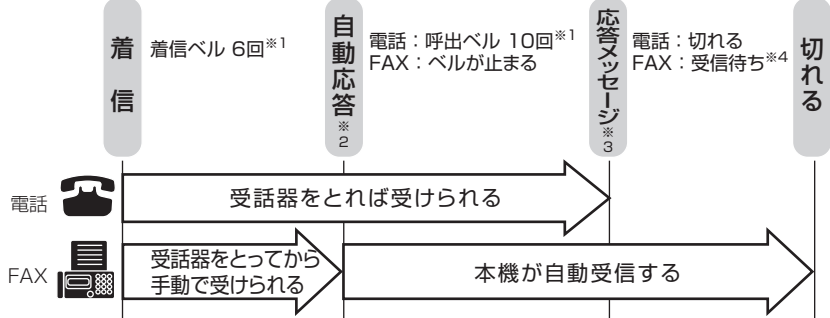 着信
着信ベル 6回※1
自動応答※2
電話：呼出ベル 10回※1
FAX：ベルが止まる
応答メッセージ※3
電話：切れる
FAX：受信待ち※4
切れる
電話
受話器をとれば受けられる
FAX
受話器をとってから
手動で受けられる
本機が自動受信する